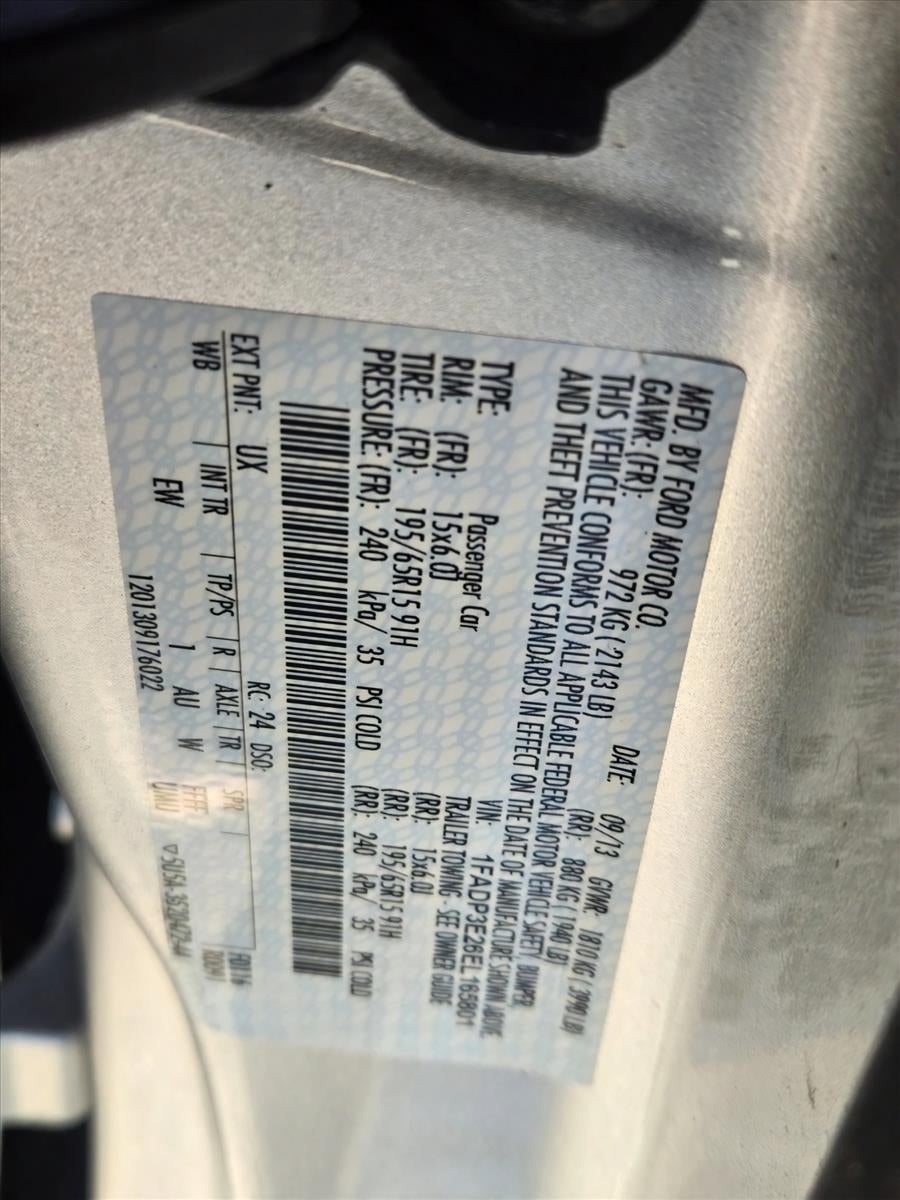 MFD. BY FORD MOTOR CO.
DATE: 09/13 GVWR: 1810 KG ( 3990 LB)
GAWR: (FR): 972 KG ( 2143 LB) (RR): 880 KG ( 1940 LB)
THIS VEHICLE CONFORMS TO ALL APPLICABLE FEDERAL MOTOR VEHICLE SAFETY, BUMPER,
AND THEFT PREVENTION STANDARDS IN EFFECT ON THE DATE OF MANUFACTURE SHOWN ABOVE.
VIN: 1FADP3E26EL165801
TYPE: Passenger Car TRAILER TOWING - SEE OWNER GUIDE
RIM: (FR): 15x6.0J (RR): 15x6.0J
TIRE: (FR): 195/65R15 91H (RR): 195/65R15 91H
PRESSURE: (FR): 240 kPa/ 35 PSI COLD (RR): 240 kPa/ 35 PSI COLD
EXT PNT: UX RC: 24 DSO:
WB INT TR TP/PS R AXLE TR SPR
EW 1 AU W
1201309176022